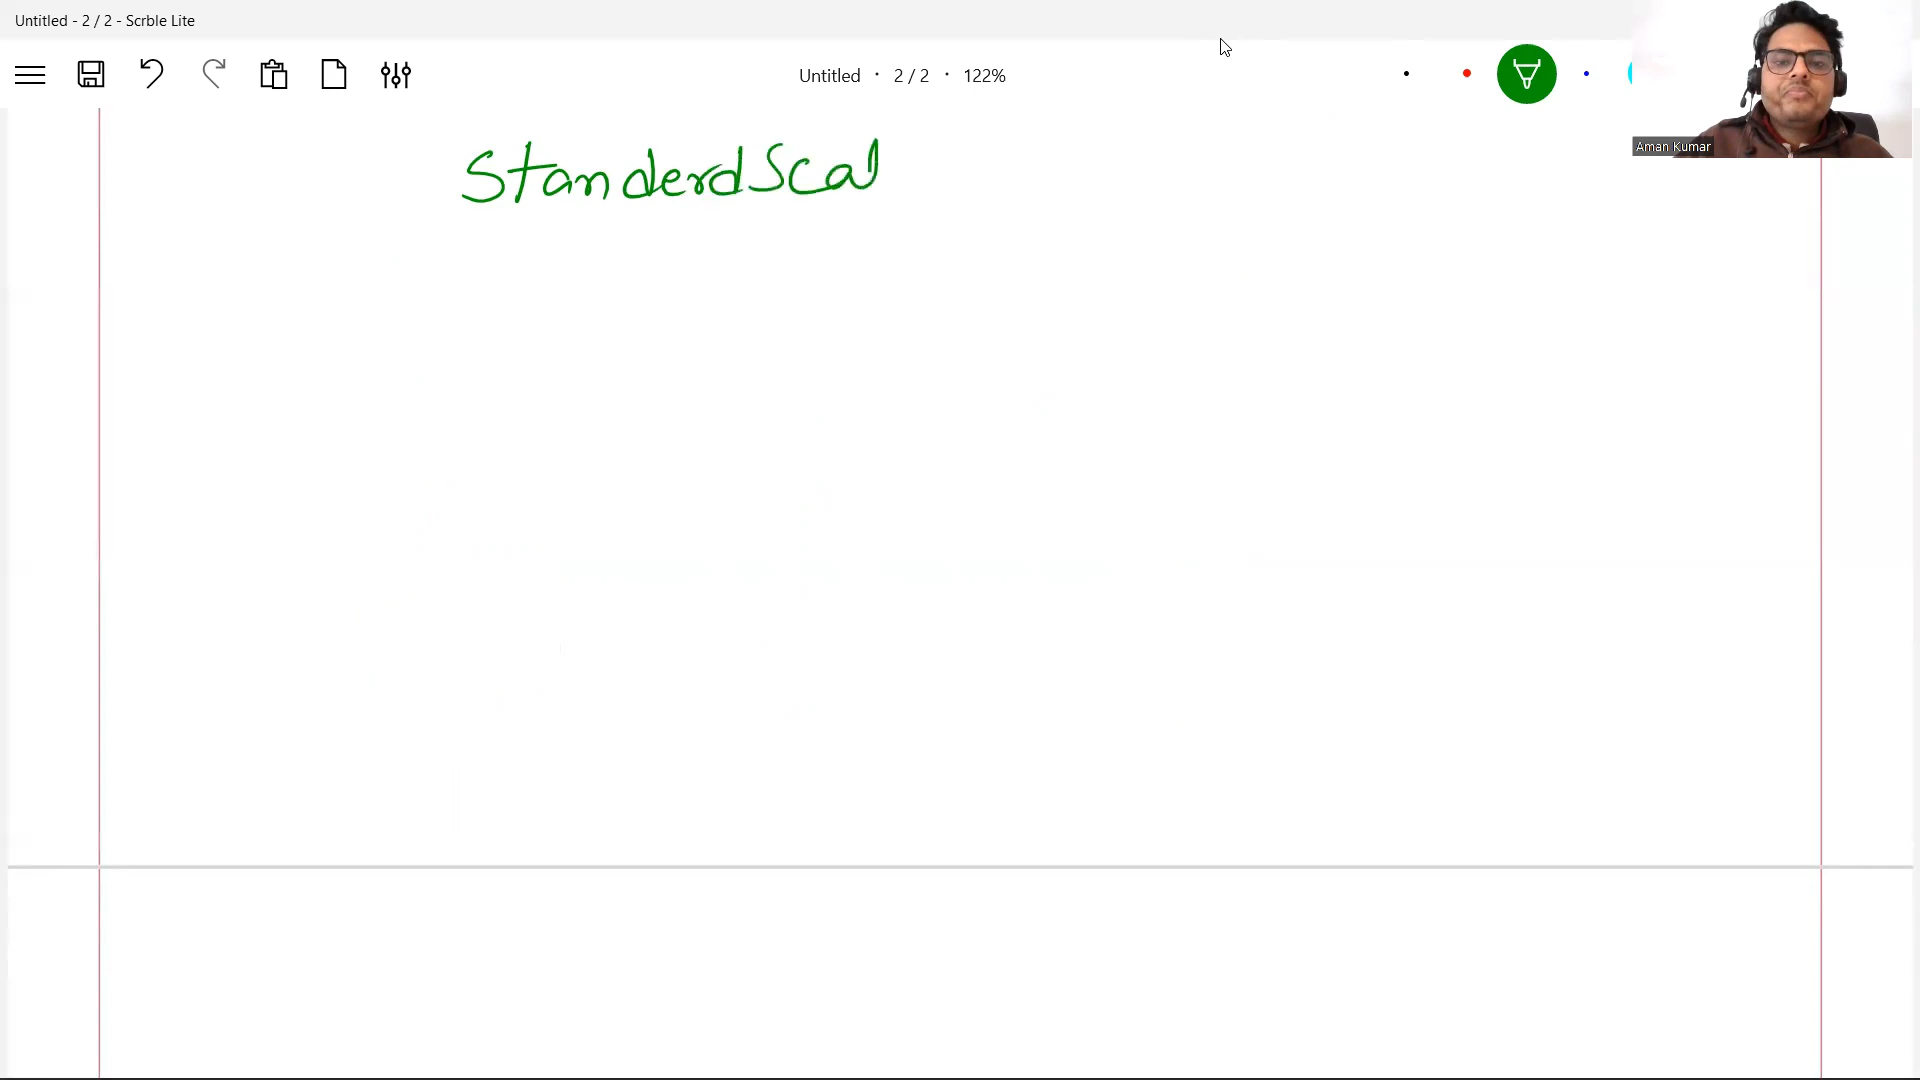 Untitled - 2 / 2 - Scrble Lite
Untitled · 2 / 2 · 122%
Aman Kumar
StanderdScal